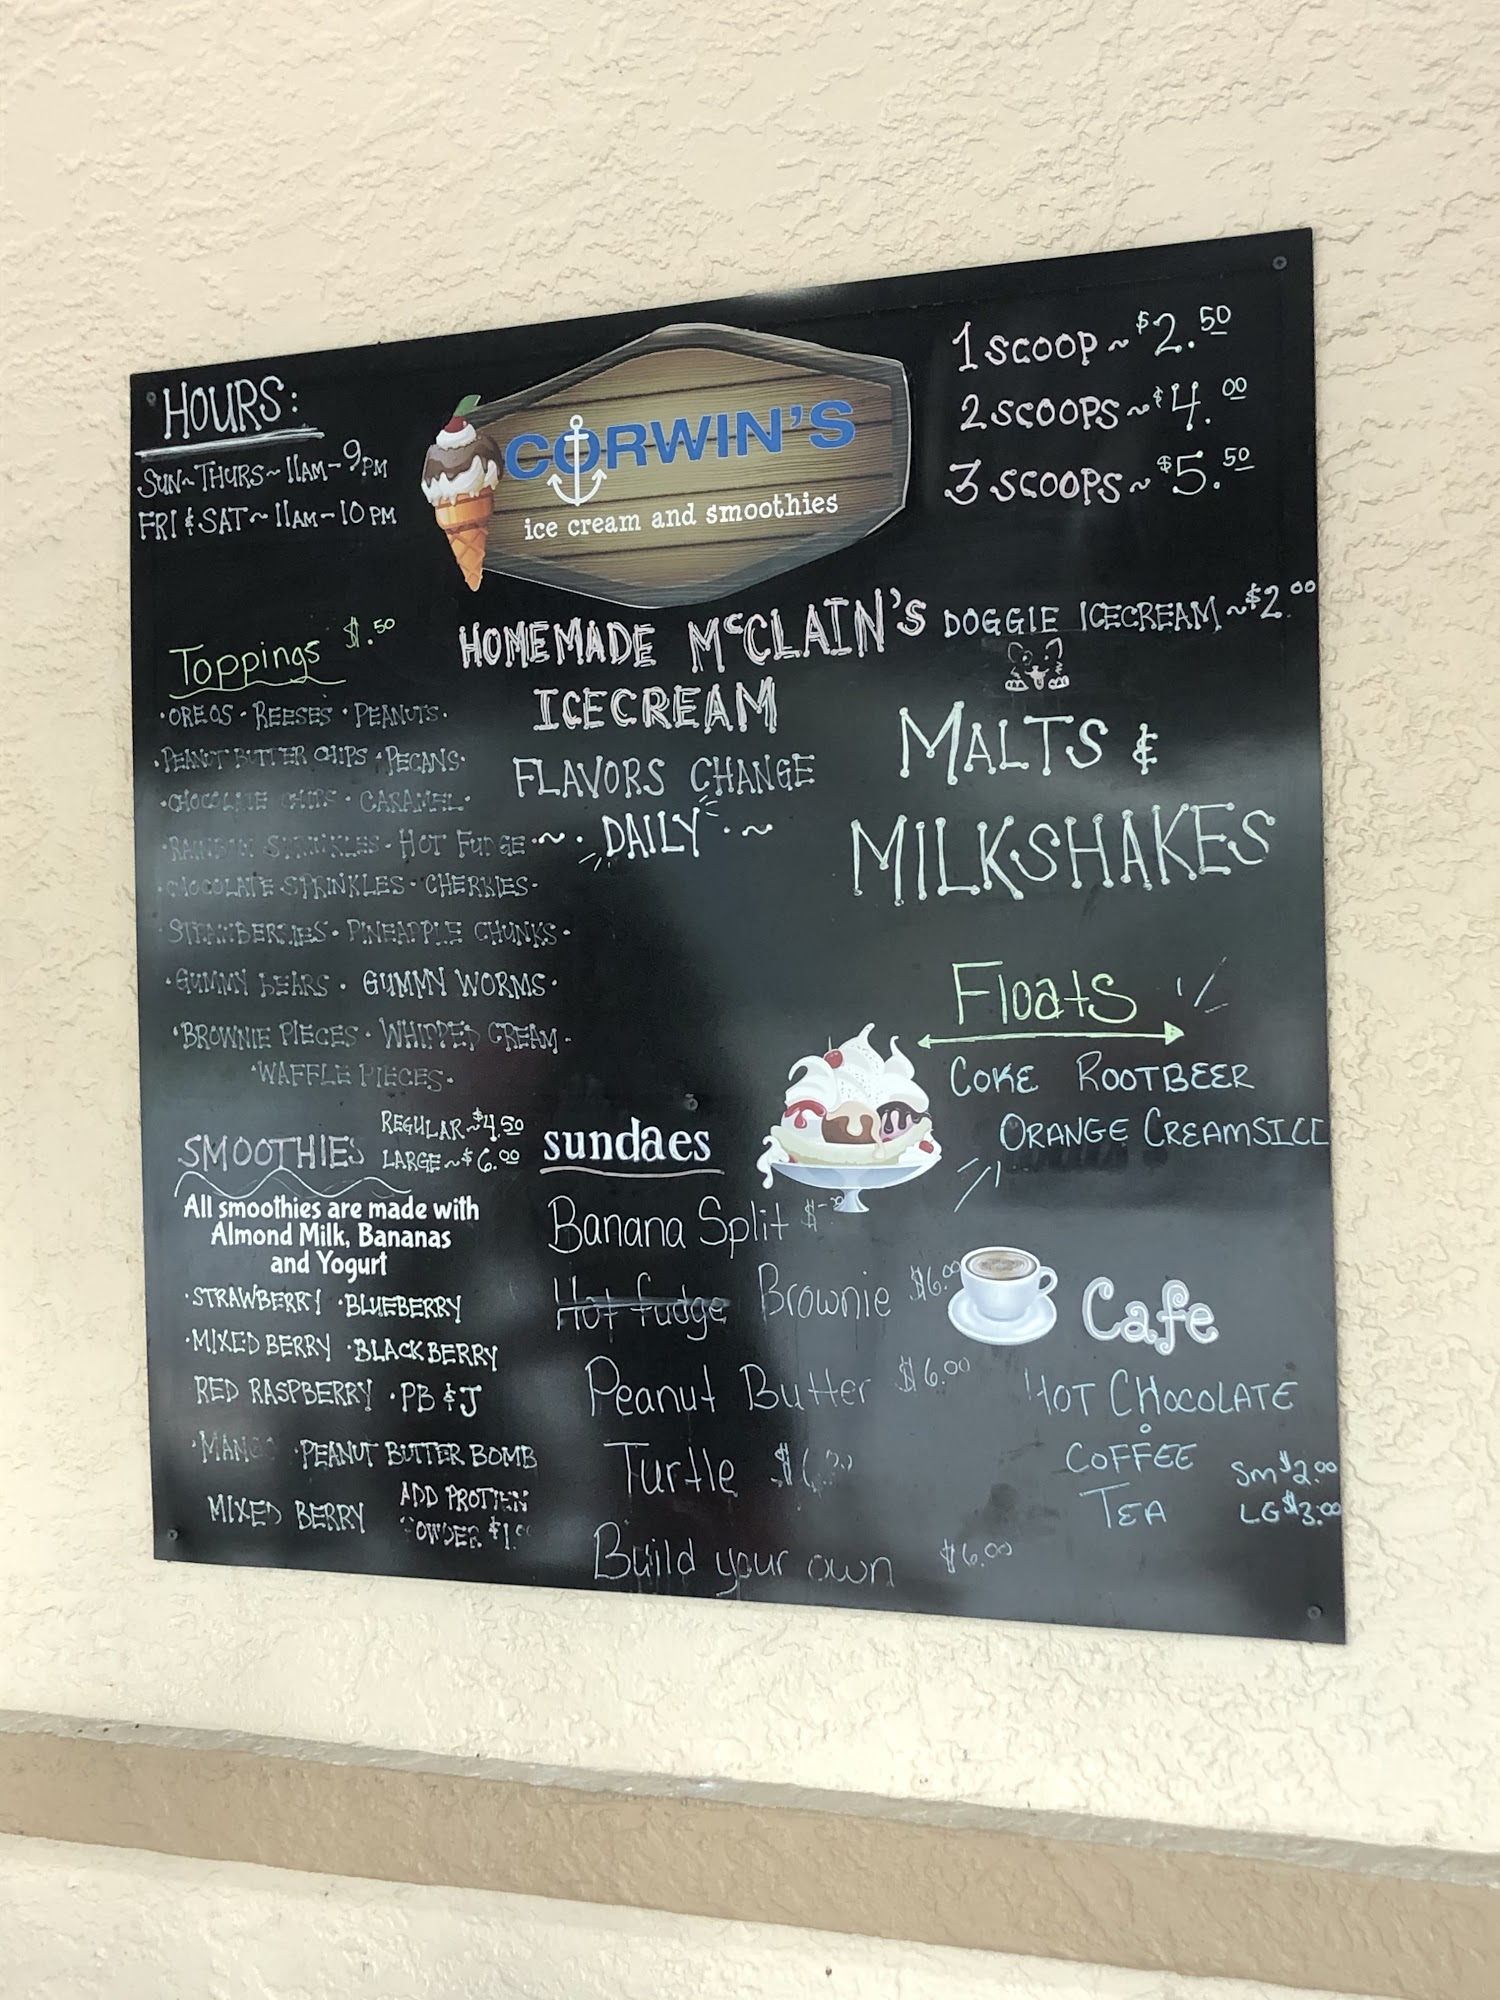 HOURS:
SUN~THURS~11AM-9PM
FRI & SAT~11AM-10PM
CORWIN'S
ice cream and smoothies
1 SCOOP~$2.50
2 SCOOPS~$4.00
3 SCOOPS~$5.50
HOMEMADE McCLAIN'S
ICECREAM
FLAVORS CHANGE
~·DAILY·~
DOGGIE ICECREAM~$2.00
MALTS &
MILKSHAKES
Toppings $.50
·OREOS·REESES·PEANUTS·
·PEANUT BUTTER CHIPS·PECANS·
·CHOCOLATE CHIPS·CARAMEL·
·RAINBOW SPRINKLES·HOT FUDGE·
·CHOCOLATE SPRINKLES·CHERRIES·
STRAWBERRIES·PINEAPPLE CHUNKS·
·GUMMY BEARS·GUMMY WORMS·
·BROWNIE PIECES·WHIPPED CREAM·
·WAFFLE PIECES·
SMOOTHIES
REGULAR~$4.50
LARGE~$6.00
All smoothies are made with
Almond Milk, Bananas
and Yogurt
·STRAWBERRY ·BLUEBERRY
·MIXED BERRY ·BLACKBERRY
RED RASPBERRY ·PB & J
·MANGO ·PEANUT BUTTER BOMB
MIXED BERRY
ADD PROTIEN
POWDER $1.00
sundaes
Banana Split
Hot fudge Brownie $6.00
Peanut Butter $6.00
Turtle
Build your own $6.00
Floats
COKE ROOTBEER
ORANGE CREAMSICL
Cafe
HOT CHOCOLATE
COFFEE
TEA
Sm $2.00
LG $3.00